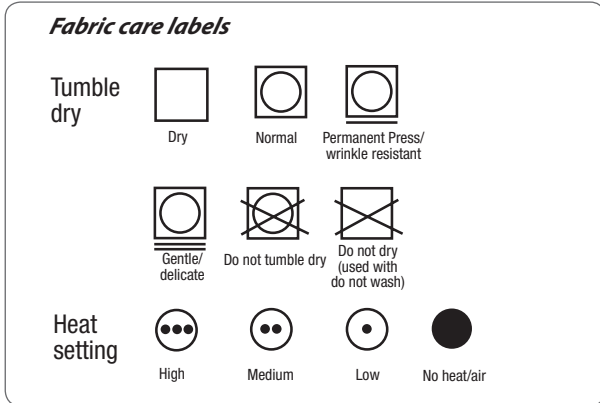 Fabric care labels
Tumble
dry
Dry
Normal
Permanent Press/
wrinkle resistant
Gentle/
delicate
Do not tumble dry
Do not dry
(used with
do not wash)
Heat
setting
High
Medium
Low
No heat/air